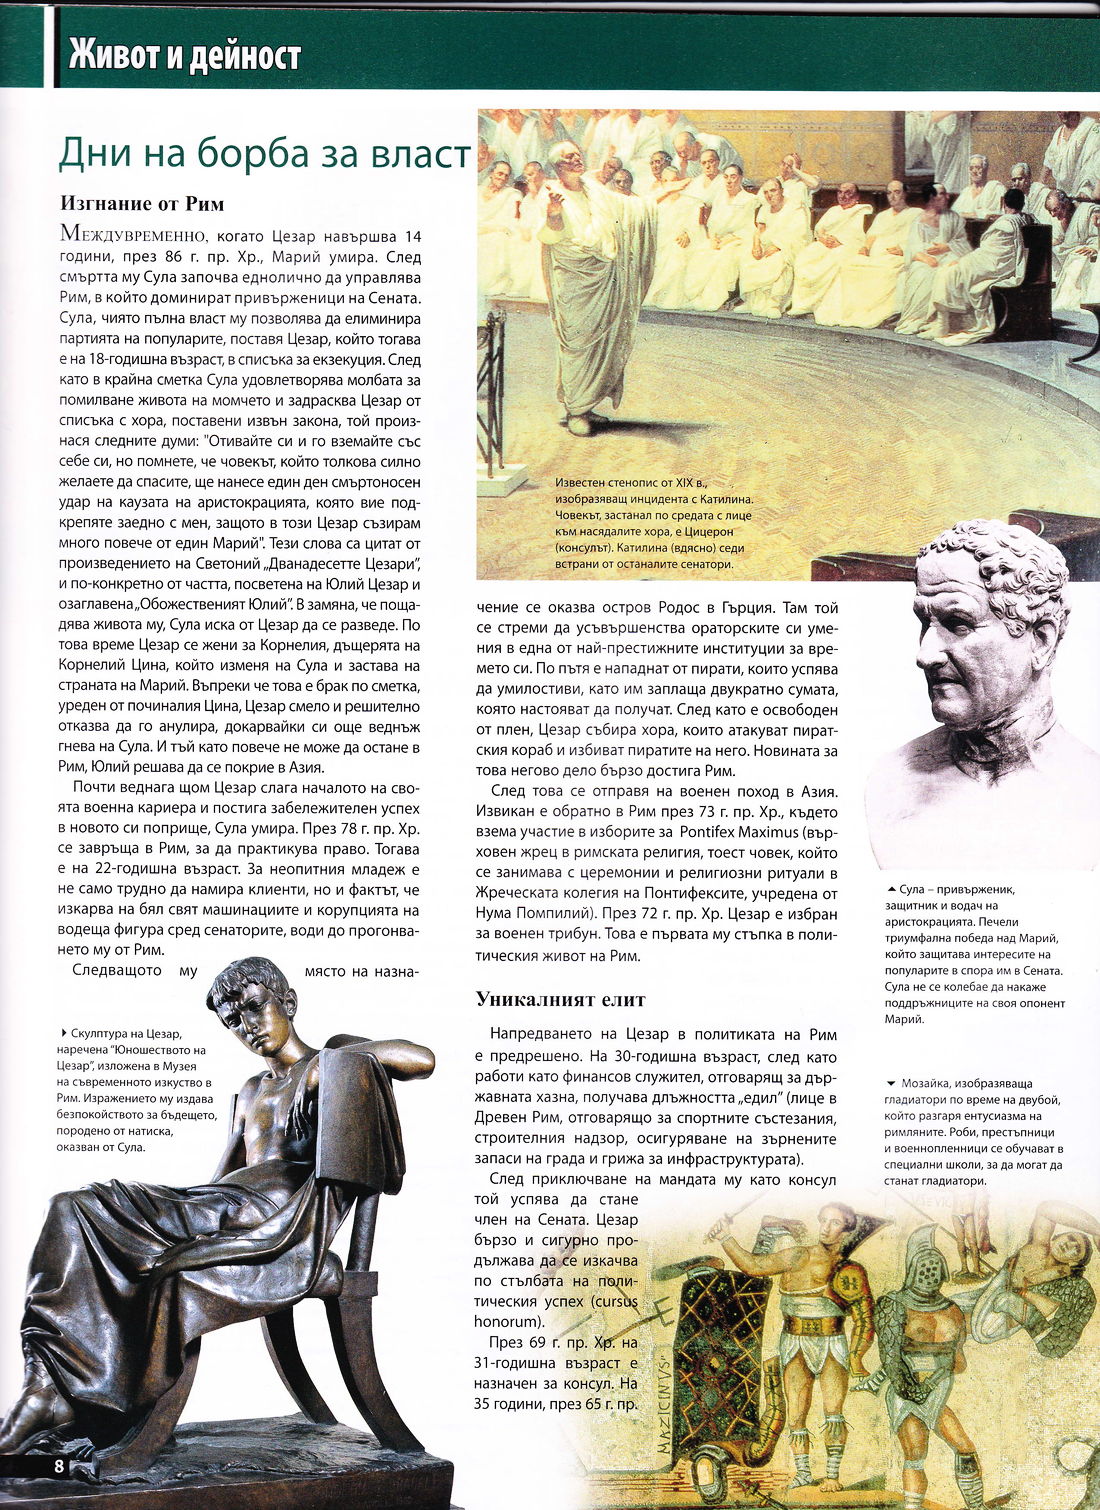 Живот и дейност
Дни на борба за власт
Изгнание от Рим
Междувременно, когато Цезар навършва 14
години, през 86 г. пр. Хр., Марий умира. След
смъртта му Сула започва еднолично да управлява
Рим, в който доминират привърженици на Сената.
Сула, чиято пълна власт му позволява да елиминира
партията на популарите, поставя Цезар, който тогава
е на 18-годишна възраст, в списъка за екзекуция. След
като в крайна сметка Сула удовлетворява молбата за
помилване живота на момчето и задрасква Цезар от
списъка с хора, поставени извън закона, той произ-
нася следните думи: "Отивайте си и го вземайте със
себе си, но помнете, че човекът, който толкова силно
желаете да спасите, ще нанесе един ден смъртоносен
удар на каузата на аристокрацията, която вие под-
крепяте заедно с мен, защото в този Цезар съзирам
много повече от един Марий". Тези слова са цитат от
произведението на Светоний „Дванадесетте Цезари",
и по-конкретно от частта, посветена на Юлий Цезар и
озаглавена „Обожественият Юлий". В замяна, че поща-
дява живота му, Сула иска от Цезар да се разведе. По
това време Цезар се жени за Корнелия, дъщерята на
Корнелий Цина, който изменя на Сула и застава на
страната на Марий. Въпреки че това е брак по сметка,
уреден от починалия Цина, Цезар смело и решително
отказва да го анулира, докарвайки си още веднъж
гнева на Сула. И тъй като повече не може да остане в
Рим, Юлий решава да се покрие в Азия.
Почти веднага щом Цезар слага началото на сво-
ята военна кариера и постига забележителен успех
в новото си поприще, Сула умира. През 78 г. пр. Хр.
се завръща в Рим, за да практикува право. Тогава
е на 22-годишна възраст. За неопитния младеж е
не само трудно да намира клиенти, но и фактът, че
изкарва на бял свят машинациите и корупцията на
водеща фигура сред сенаторите, води до прогонва-
нето му от Рим.
Следващото му място на назна-
Скулптура на Цезар,
наречена "Юношеството на
Цезар", изложена в Музея
на съвременното изкуство в
Рим. Изражението му издава
безпокойството за бъдещето,
породено от натиска,
оказван от Сула.
8
Известен стенопис от XIX в.,
изобразяващ инцидента с Катилина.
Човекът, застанал по средата с лице
към насядалите хора, е Цицерон
(консулът). Катилина (вдясно) седи
встрани от останалите сенатори.
чение се оказва остров Родос в Гърция. Там той
се стреми да усъвършенства ораторските си уме-
ния в една от най-престижните институции за вре-
мето си. По пътя е нападнат от пирати, които успява
да умилостиви, като им заплаща двукратно сумата,
която настояват да получат. След като е освободен
от плен, Цезар събира хора, които атакуват пират-
ския кораб и избиват пиратите на него. Новината за
това негово дело бързо достига Рим.
След това се отправя на военен поход в Азия.
Извикан е обратно в Рим през 73 г. пр. Хр., където
взема участие в изборите за Pontifex Maximus (вър-
ховен жрец в римската религия, тоест човек, който
се занимава с церемонии и религиозни ритуали в
Жреческата колегия на Понтифексите, учредена от
Нума Помпилий). През 72 г. пр. Хр. Цезар е избран
за военен трибун. Това е първата му стъпка в поли-
тическия живот на Рим.
Уникалният елит
Напредването на Цезар в политиката на Рим
е предрешено. На 30-годишна възраст, след като
работи като финансов служител, отговарящ за дър-
жавната хазна, получава длъжността „едил" (лице в
Древен Рим, отговарящо за спортните състезания,
строителния надзор, осигуряване на зърнените
запаси на града и грижа за инфраструктурата).
След приключване на мандата му като консул
той успява да стане
член на Сената. Цезар
бързо и сигурно про-
дължава да се изкачва
по стълбата на поли-
тическия успех (cursus
honorum).
През 69 г. пр. Хр. на
31-годишна възраст е
назначен за консул. На
35 години, през 65 г. пр.
Сула – привърженик,
защитник и водач на
аристокрацията. Печели
триумфална победа над Марий,
който защитава интересите на
популарите в спора им в Сената.
Сула не се колебае да накаже
поддръжниците на своя опонент
Марий.
Мозайка, изобразяваща
гладиатори по време на двубой,
който разгаря ентусиазма на
римляните. Роби, престъпници
и военнопленници се обучават в
специални школи, за да могат да
станат гладиатори.
MAZICINVS